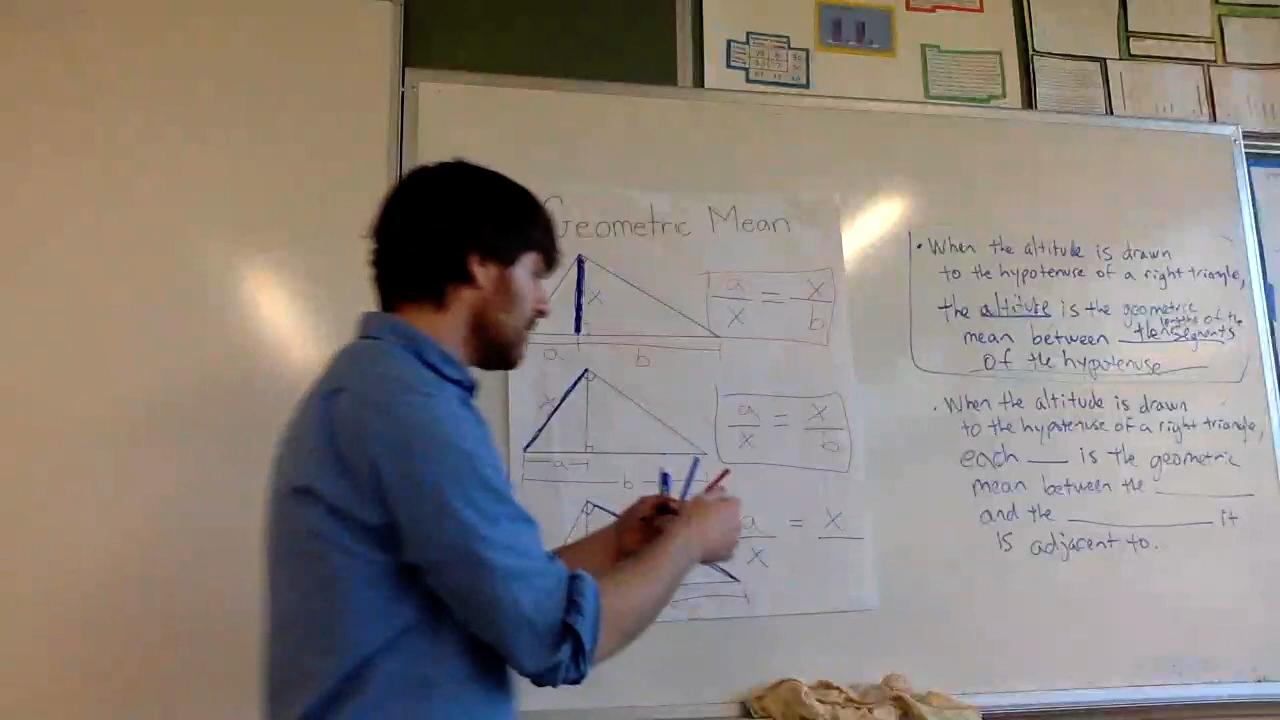 Geometric Mean
x
a = x
x b
a b
x
a = x
x b
a
b
a = x
x
• When the altitude is drawn
to the hypotenuse of a right triangle,
the altitude is the geometric
mean between the segments
of the hypotenuse
• When the altitude is drawn
to the hypotenuse of a right triangle,
each ___ is the geometric
mean between the ________
and the ____________ it
is adjacent to.